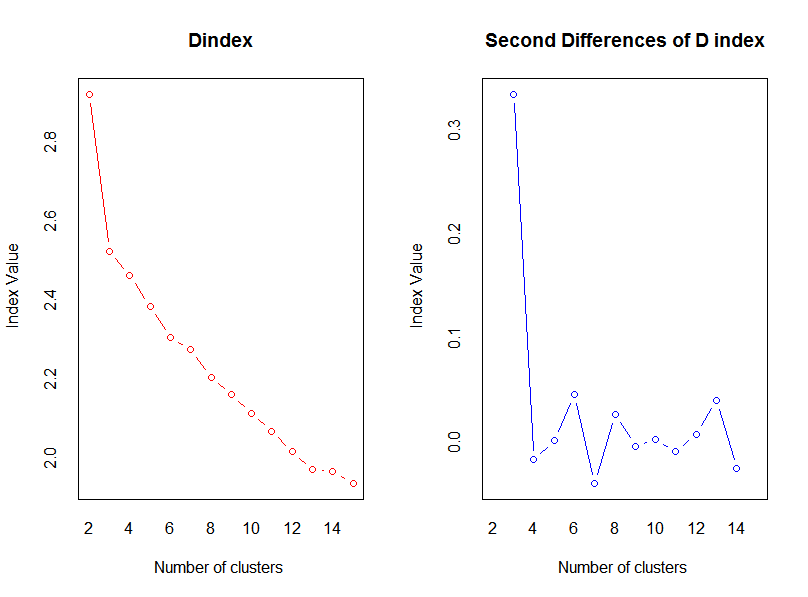 Dindex
Index Value
2.8
2.6
2.4
2.2
2.0
2 4 6 8 10 12 14
Number of clusters
Second Differences of D index
Index Value
0.3
0.2
0.1
0.0
2 4 6 8 10 12 14
Number of clusters